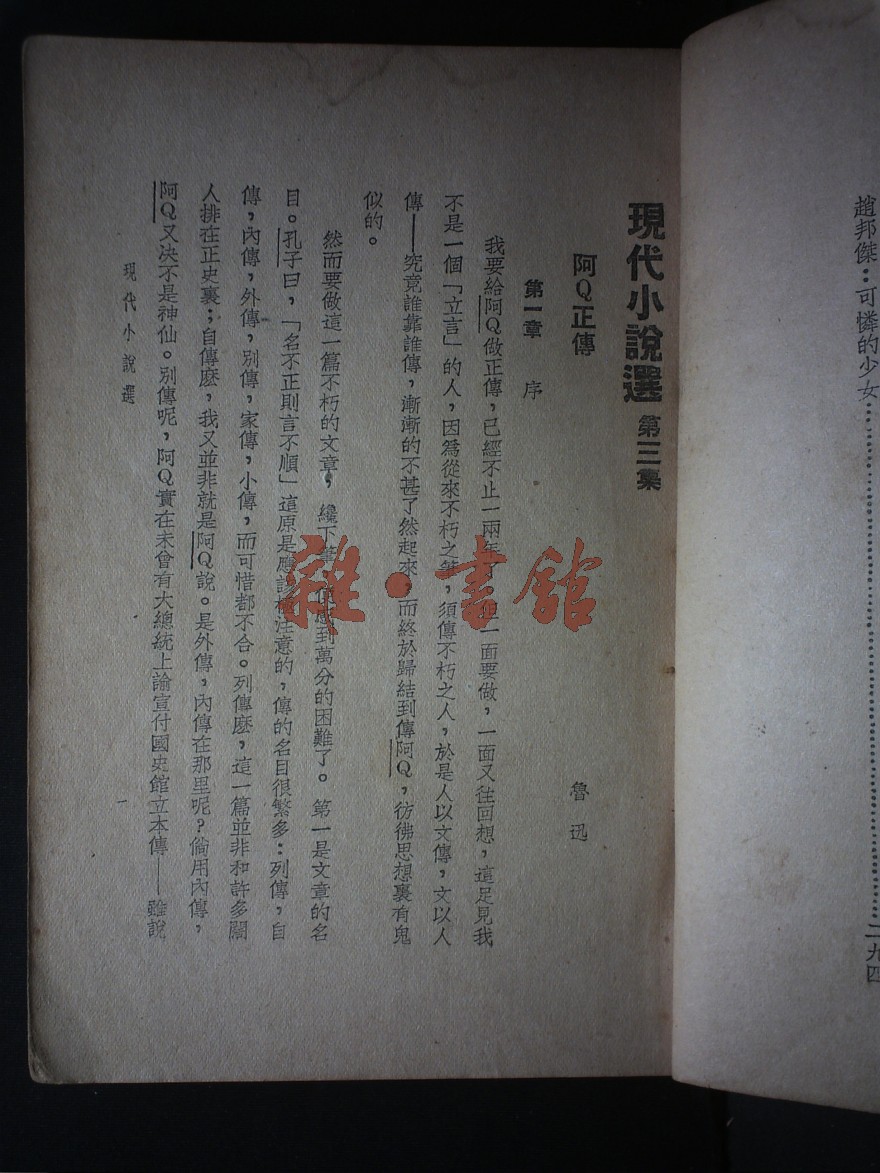 趙邦傑：可憐的少女……二九四
現代小說選 第三集
阿Q正傳 魯迅
第一章 序
我要給阿Q做正傳，已經不止一兩年了但一面要做，一面又往回想，這足見我
不是一個「立言」的人，因爲從來不朽之筆，須傳不朽之人，於是人以文傳，文以人
傳——究竟誰靠誰傳，漸漸的不甚了然起來，而終於歸結到傳阿Q，彷彿思想裏有鬼
似的。
然而要做這一篇不朽的文章，纔下筆，便感到萬分的困難了。第一是文章的名
目。孔子曰，「名不正則言不順」這原是應該極注意的，傳的名目很繁多：列傳，自
傳，內傳，外傳，別傳，家傳，小傳，而可惜都不合。列傳麽，這一篇並非和許多闊
人排在正史裏；自傳麽，我又並非就是阿Q說。是外傳，內傳在那里呢？倘用內傳，
阿Q又决不是神仙。別傳呢，阿Q實在未曾有大總統上諭宣付國史館立本傳——雖說
現代小說選 一
雜·書館